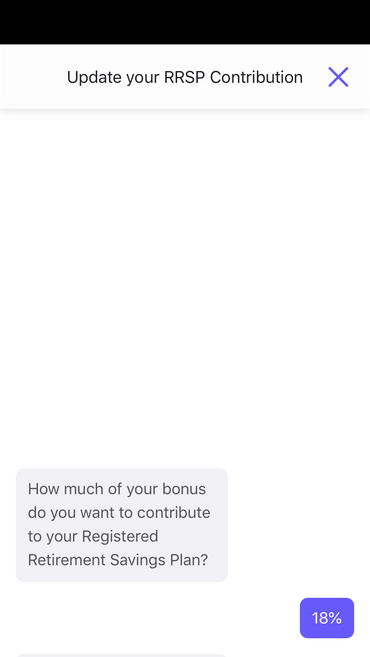 Update your RRSP Contribution
How much of your bonus
do you want to contribute
to your Registered
Retirement Savings Plan?
18%